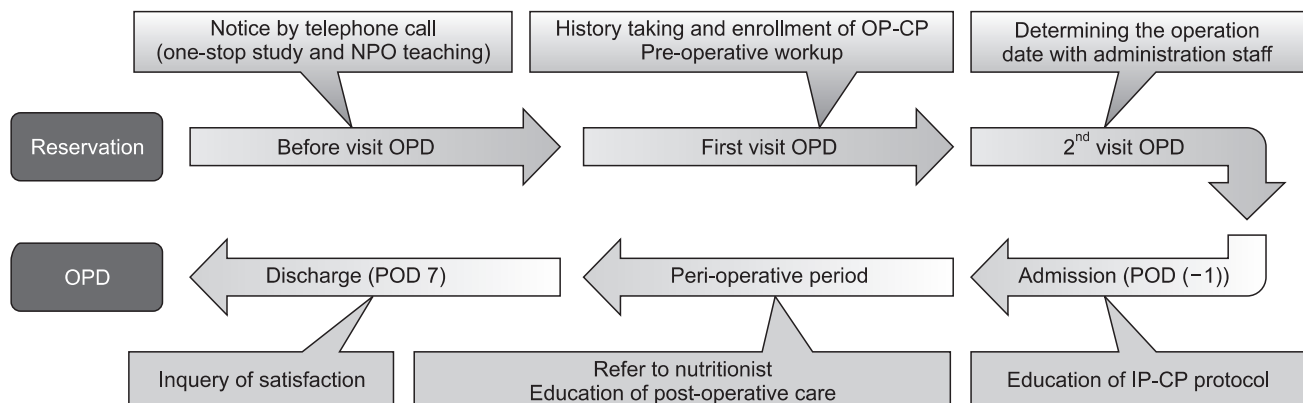 Notice by telephone call
(one-stop study and NPO teaching)
History taking and enrollment of OP-CP
Pre-operative workup
Determining the operation
date with administration staff
Reservation
Before visit OPD
First visit OPD
2nd visit OPD
OPD
Discharge (POD 7)
Peri-operative period
Admission (POD (−1))
Inquery of satisfaction
Refer to nutritionist
Education of post-operative care
Education of IP-CP protocol